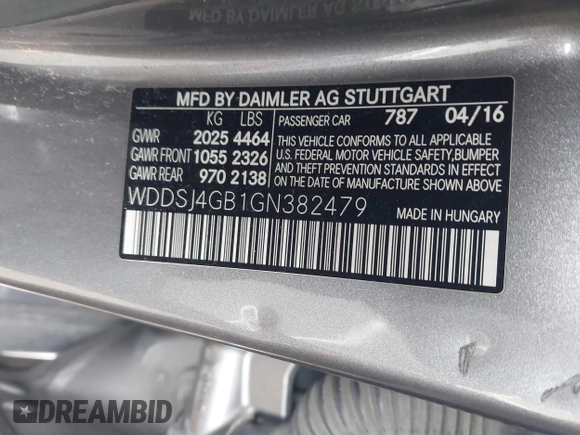 MFD BY DAIMLER AG STUTTGART
KG LBS
PASSENGER CAR 787 04/16
GVWR 2025 4464
GAWR FRONT 1055 2326
GAWR REAR 970 2138
THIS VEHICLE CONFORMS TO ALL APPLICABLE
U.S. FEDERAL MOTOR VEHICLE SAFETY, BUMPER
AND THEFT PREVENTION STANDARDS IN
EFFECT ON THE DATE OF MANUFACTURE SHOWN ABOVE.
WDDSJ4GB1GN382479
MADE IN HUNGARY
DREAMBID